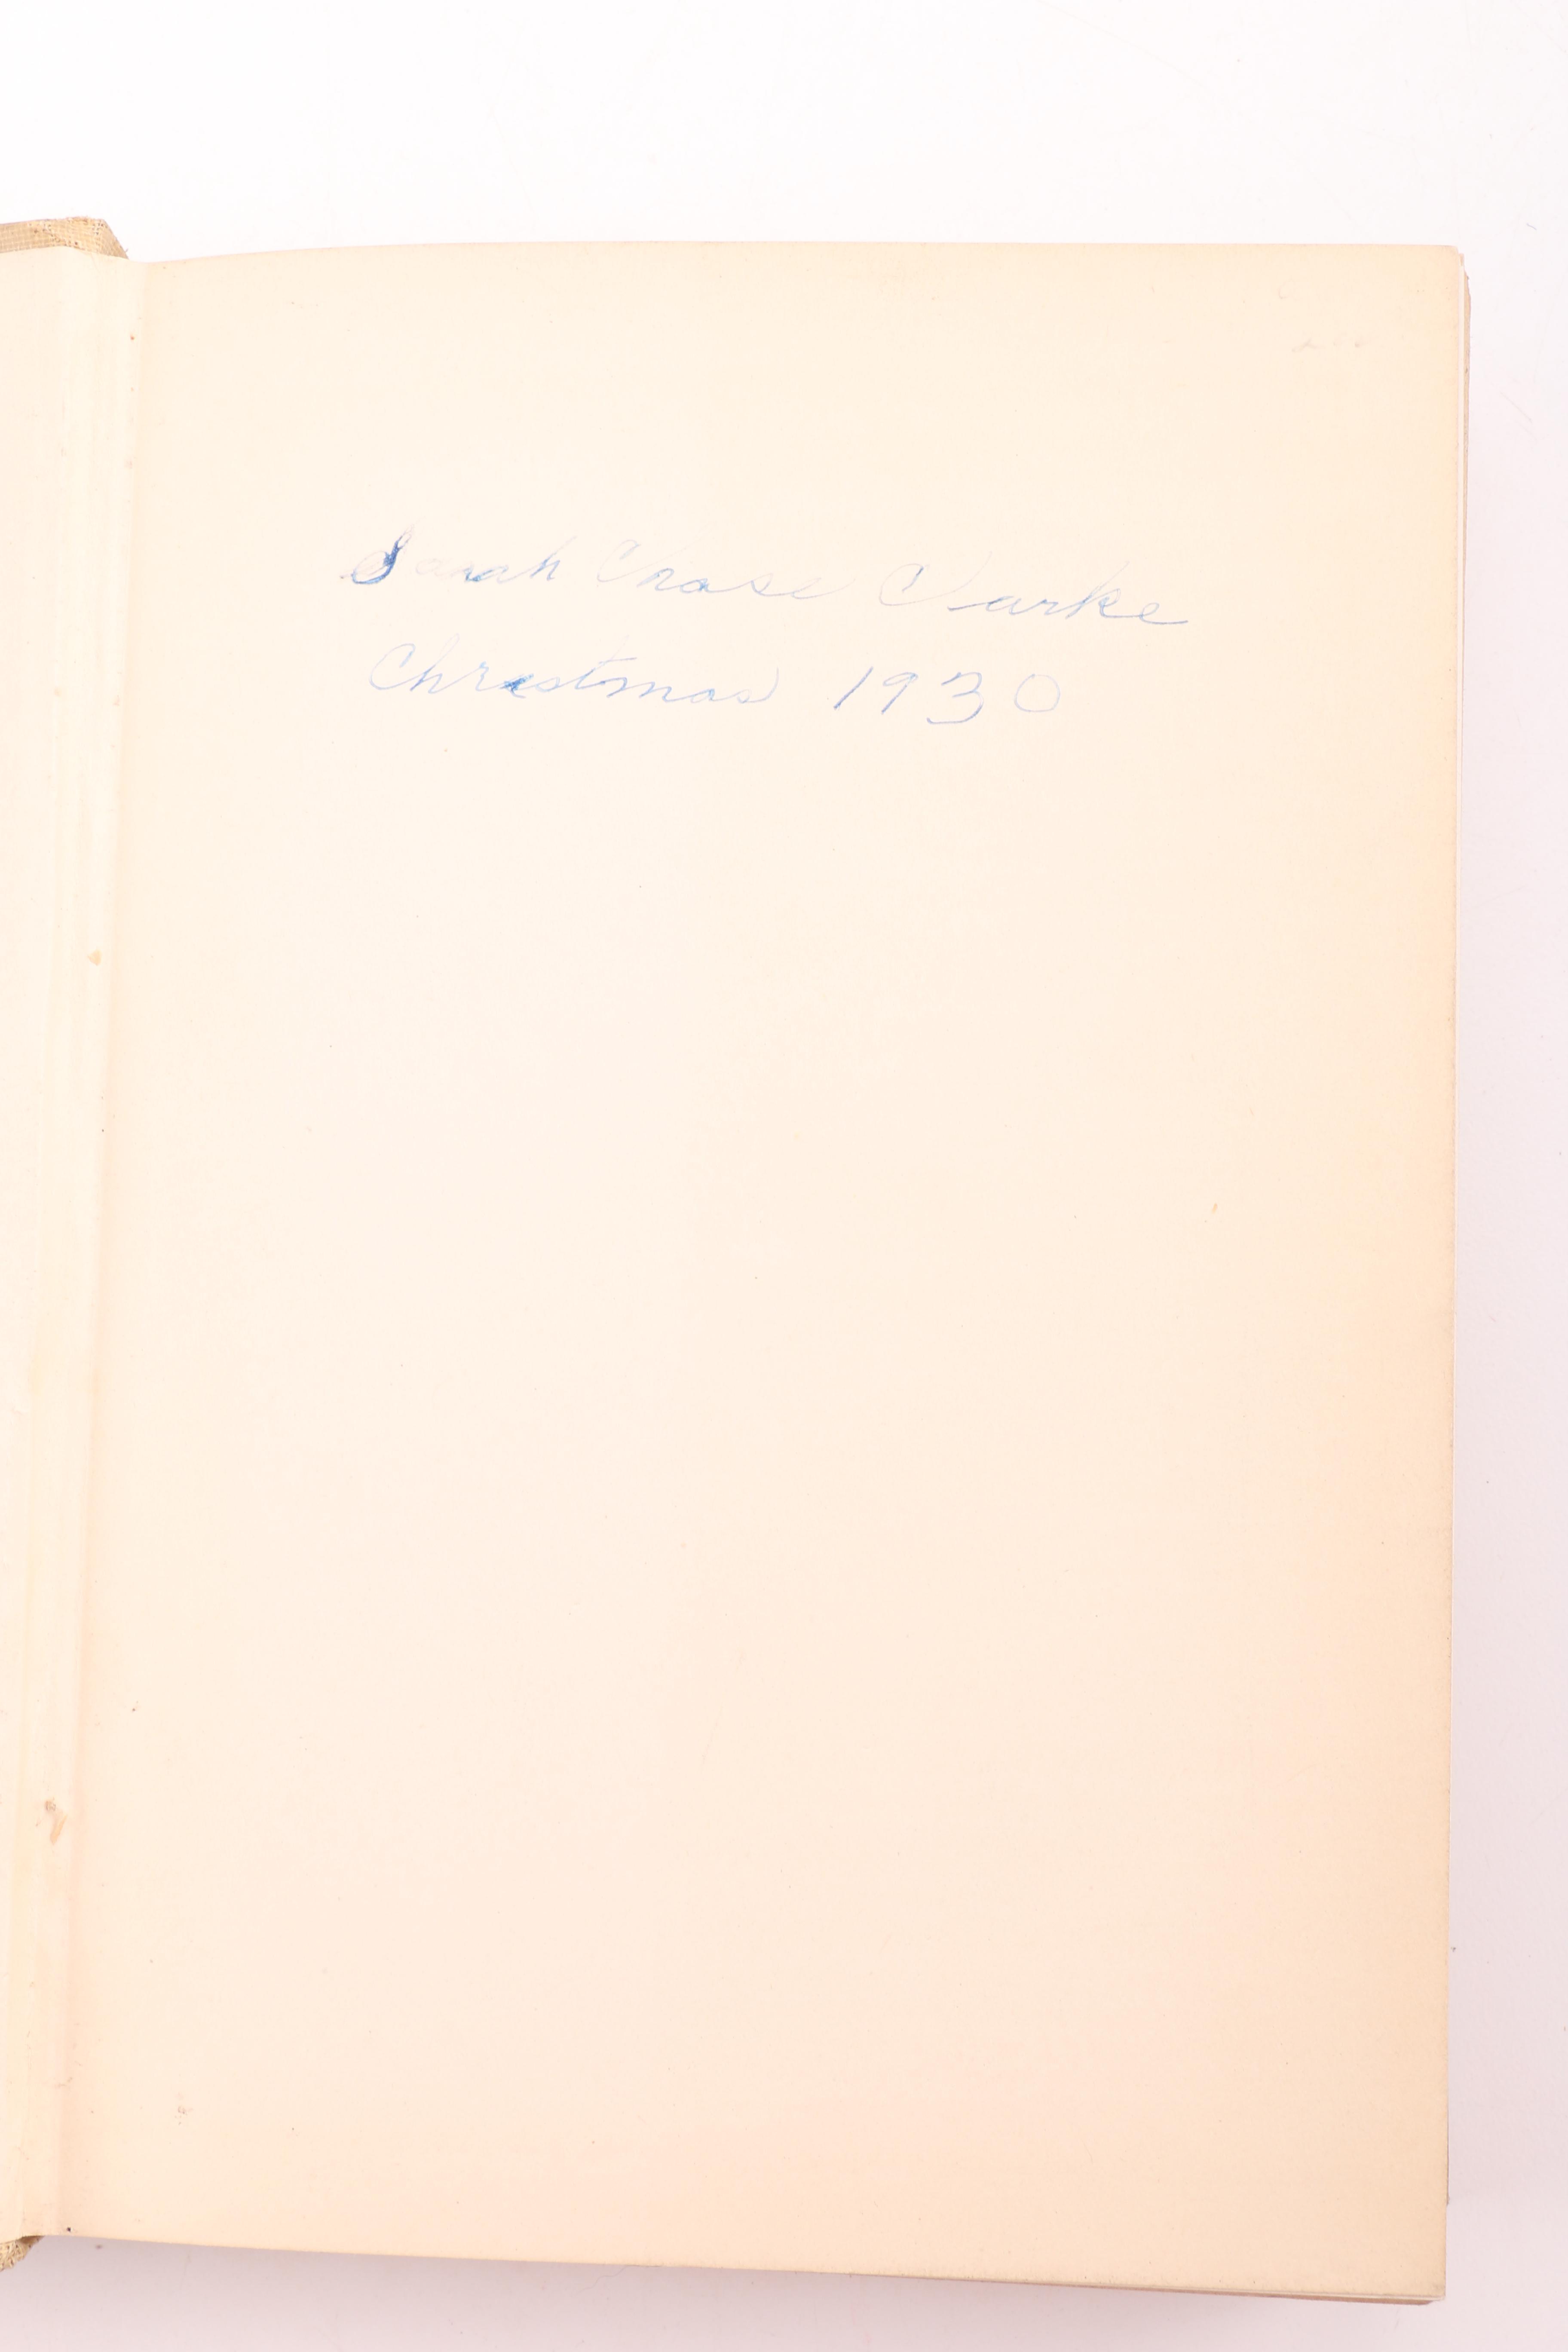 Sarah Chase Clarke
Christmas 1930